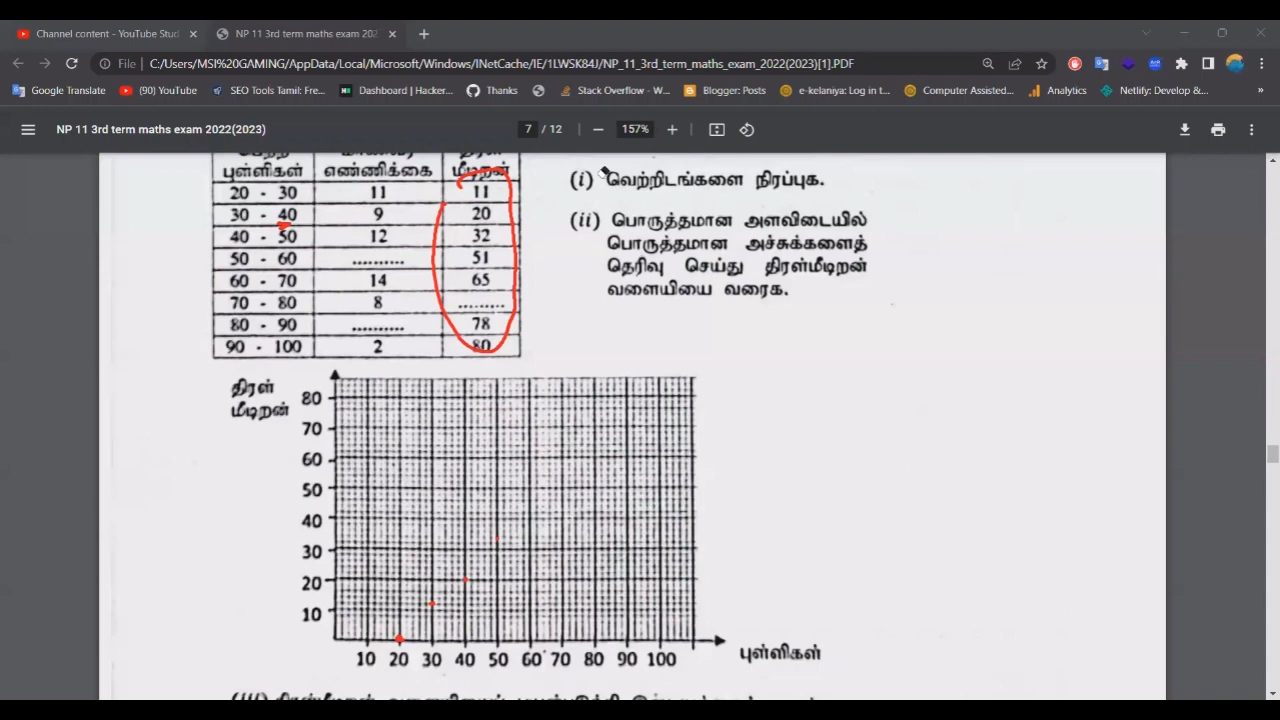 Channel content - YouTube Stud
NP 11 3rd term maths exam 202
File | C:/Users/MSI%20GAMING/AppData/Local/Microsoft/Windows/INetCache/IE/1LWSK84J/NP_11_3rd_term_maths_exam_2022(2023)[1].PDF
Google Translate (90) YouTube SEO Tools Tamil: Fre... Dashboard | Hacker... Thanks Stack Overflow - W... Blogger: Posts e-kelaniya: Log in t... Computer Assisted... Analytics Netlify: Develop &... »
NP 11 3rd term maths exam 2022(2023) 7 / 12 157%
புள்ளிகள் எண்ணிக்கை மீடிறன்
20 - 30 11 11
30 - 40 9 20
40 - 50 12 32
50 - 60 .......... 51
60 - 70 14 65
70 - 80 8 .........
80 - 90 .......... 78
90 - 100 2 80
(i) வெற்றிடங்களை நிரப்புக.
(ii) பொருத்தமான அளவிடையில்
பொருத்தமான அச்சுக்களைத்
தெரிவு செய்து திரள்மீடிறன்
வளையியை வரைக.
திரள்
மீடிறன்
80
70
60
50
40
30
20
10
10 20 30 40 50 60 70 80 90 100
புள்ளிகள்